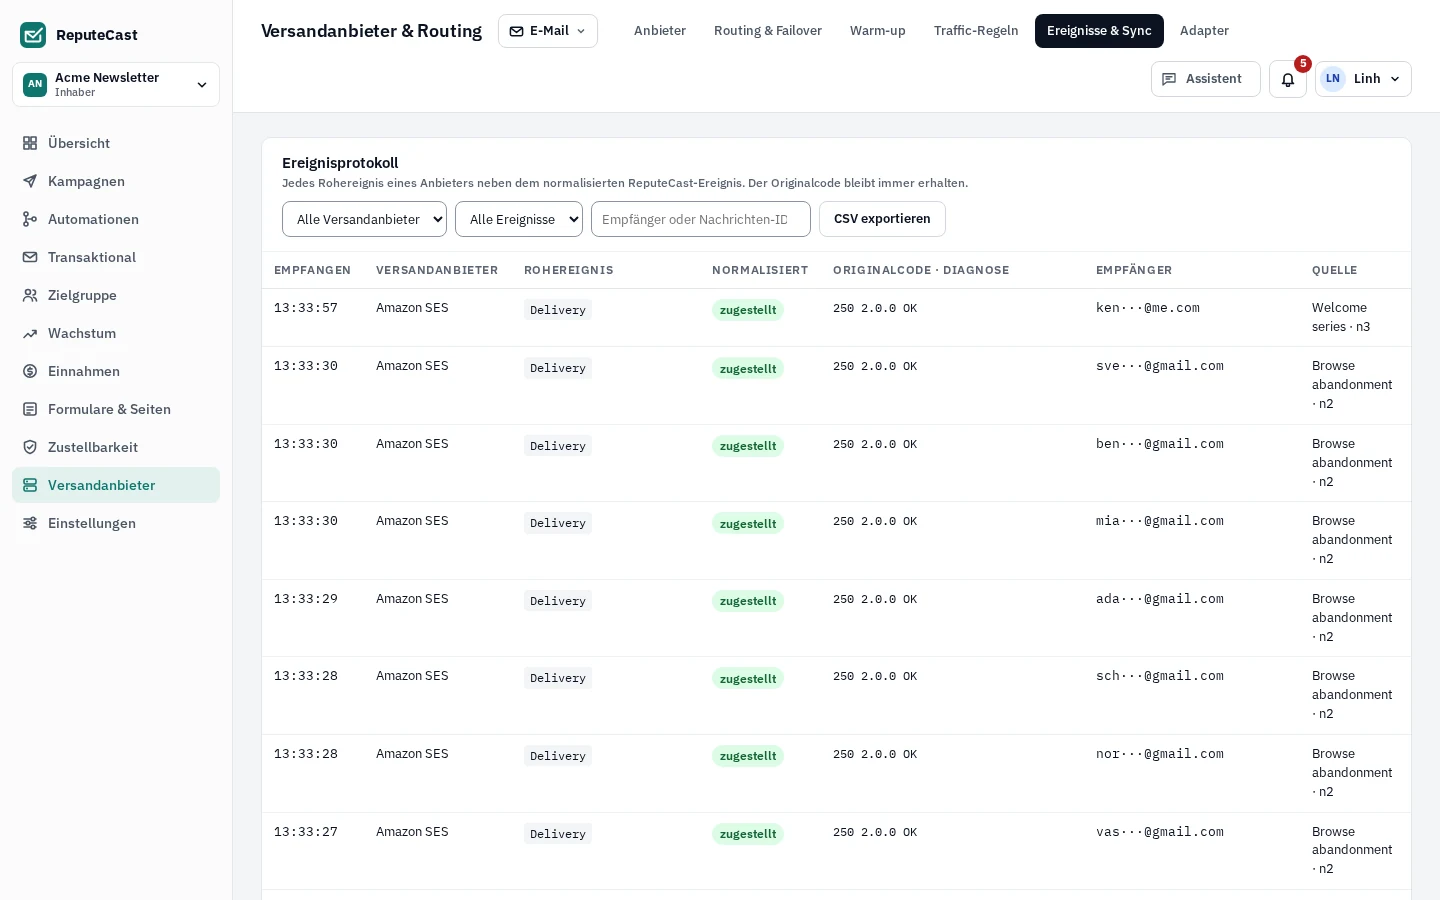 ReputeCast
AN
Acme Newsletter
Inhaber
Übersicht
Kampagnen
Automationen
Transaktional
Zielgruppe
Wachstum
Einnahmen
Formulare & Seiten
Zustellbarkeit
Versandanbieter
Einstellungen
Versandanbieter & Routing
E-Mail
Anbieter
Routing & Failover
Warm-up
Traffic-Regeln
Ereignisse & Sync
Adapter
Assistent
5
LN
Linh
Ereignisprotokoll
Jedes Rohereignis eines Anbieters neben dem normalisierten ReputeCast-Ereignis. Der Originalcode bleibt immer erhalten.
Alle Versandanbieter
Alle Ereignisse
Empfänger oder Nachrichten-ID
CSV exportieren
EMPFANGEN VERSANDANBIETER ROHEREIGNIS NORMALISIERT ORIGINALCODE · DIAGNOSE EMPFÄNGER QUELLE
13:33:57 Amazon SES Delivery zugestellt 250 2.0.0 OK ken···@me.com Welcome
series · n3
13:33:30 Amazon SES Delivery zugestellt 250 2.0.0 OK sve···@gmail.com Browse
abandonment
· n2
13:33:30 Amazon SES Delivery zugestellt 250 2.0.0 OK ben···@gmail.com Browse
abandonment
· n2
13:33:30 Amazon SES Delivery zugestellt 250 2.0.0 OK mia···@gmail.com Browse
abandonment
· n2
13:33:29 Amazon SES Delivery zugestellt 250 2.0.0 OK ada···@gmail.com Browse
abandonment
· n2
13:33:28 Amazon SES Delivery zugestellt 250 2.0.0 OK sch···@gmail.com Browse
abandonment
· n2
13:33:28 Amazon SES Delivery zugestellt 250 2.0.0 OK nor···@gmail.com Browse
abandonment
· n2
13:33:27 Amazon SES Delivery zugestellt 250 2.0.0 OK vas···@gmail.com Browse
abandonment
· n2